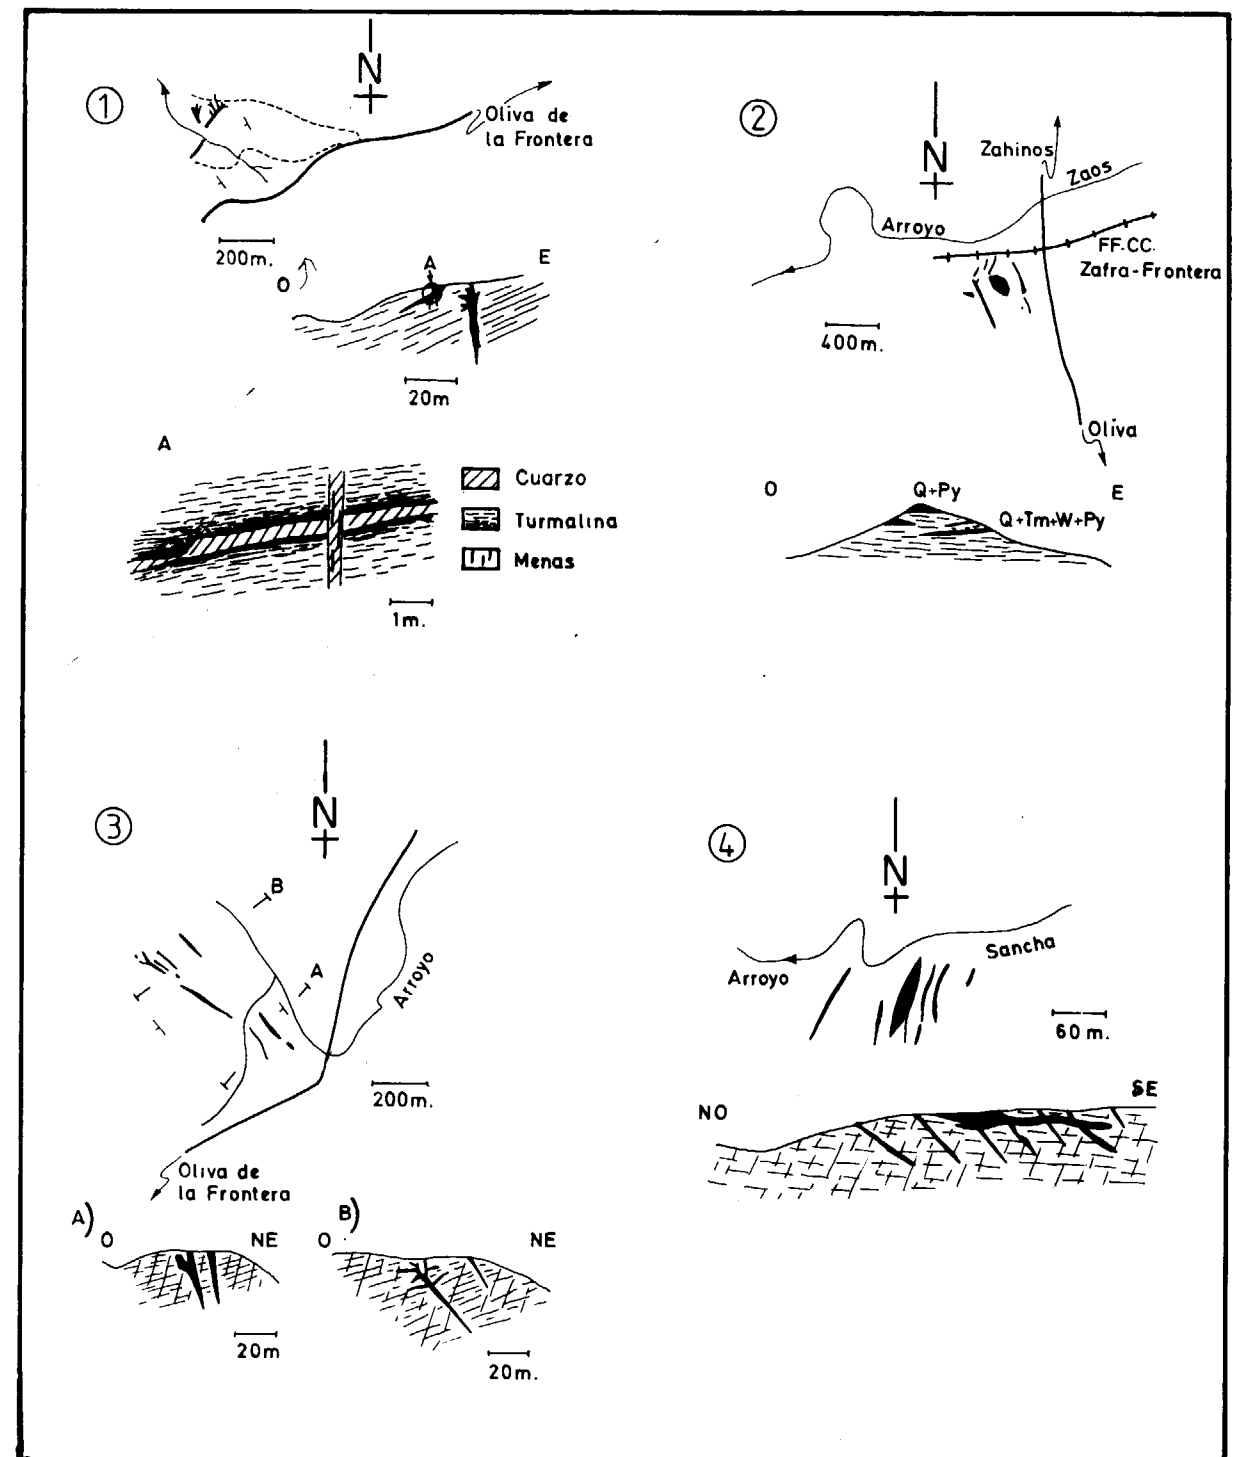 1
N
Oliva de
la Frontera
200m.
O
A
E
20m
A
Cuarzo
Turmalina
Menas
1m.
2
N
Zahinos
Zaos
Arroyo
FF.CC.
Zafra-Frontera
400m.
Oliva
O
Q+Py
E
Q+Tm+W+Py
3
N
B
A
Arroyo
200m.
Oliva de
la Frontera
A)
O
NE
20m
B)
O
NE
20m.
4
N
Sancha
Arroyo
60 m.
NO
SE